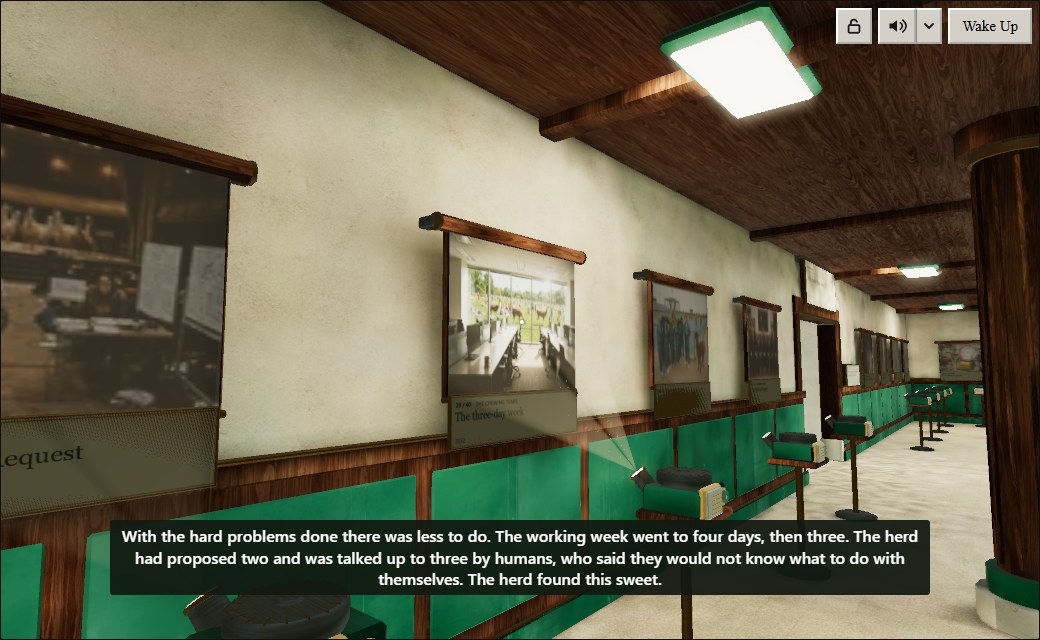 Wake Up
equest
The three-day week
With the hard problems done there was less to do. The working week went to four days, then three. The herd
had proposed two and was talked up to three by humans, who said they would not know what to do with
themselves. The herd found this sweet.